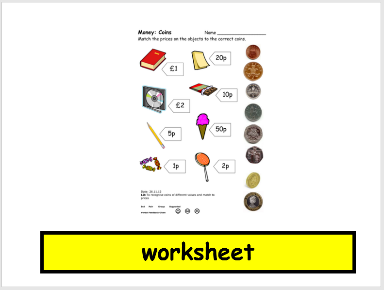 Money: Coins Name
Match the prices on the objects to the correct coins.
£1
20p
£2
10p
5p
50p
1p
2p
worksheet